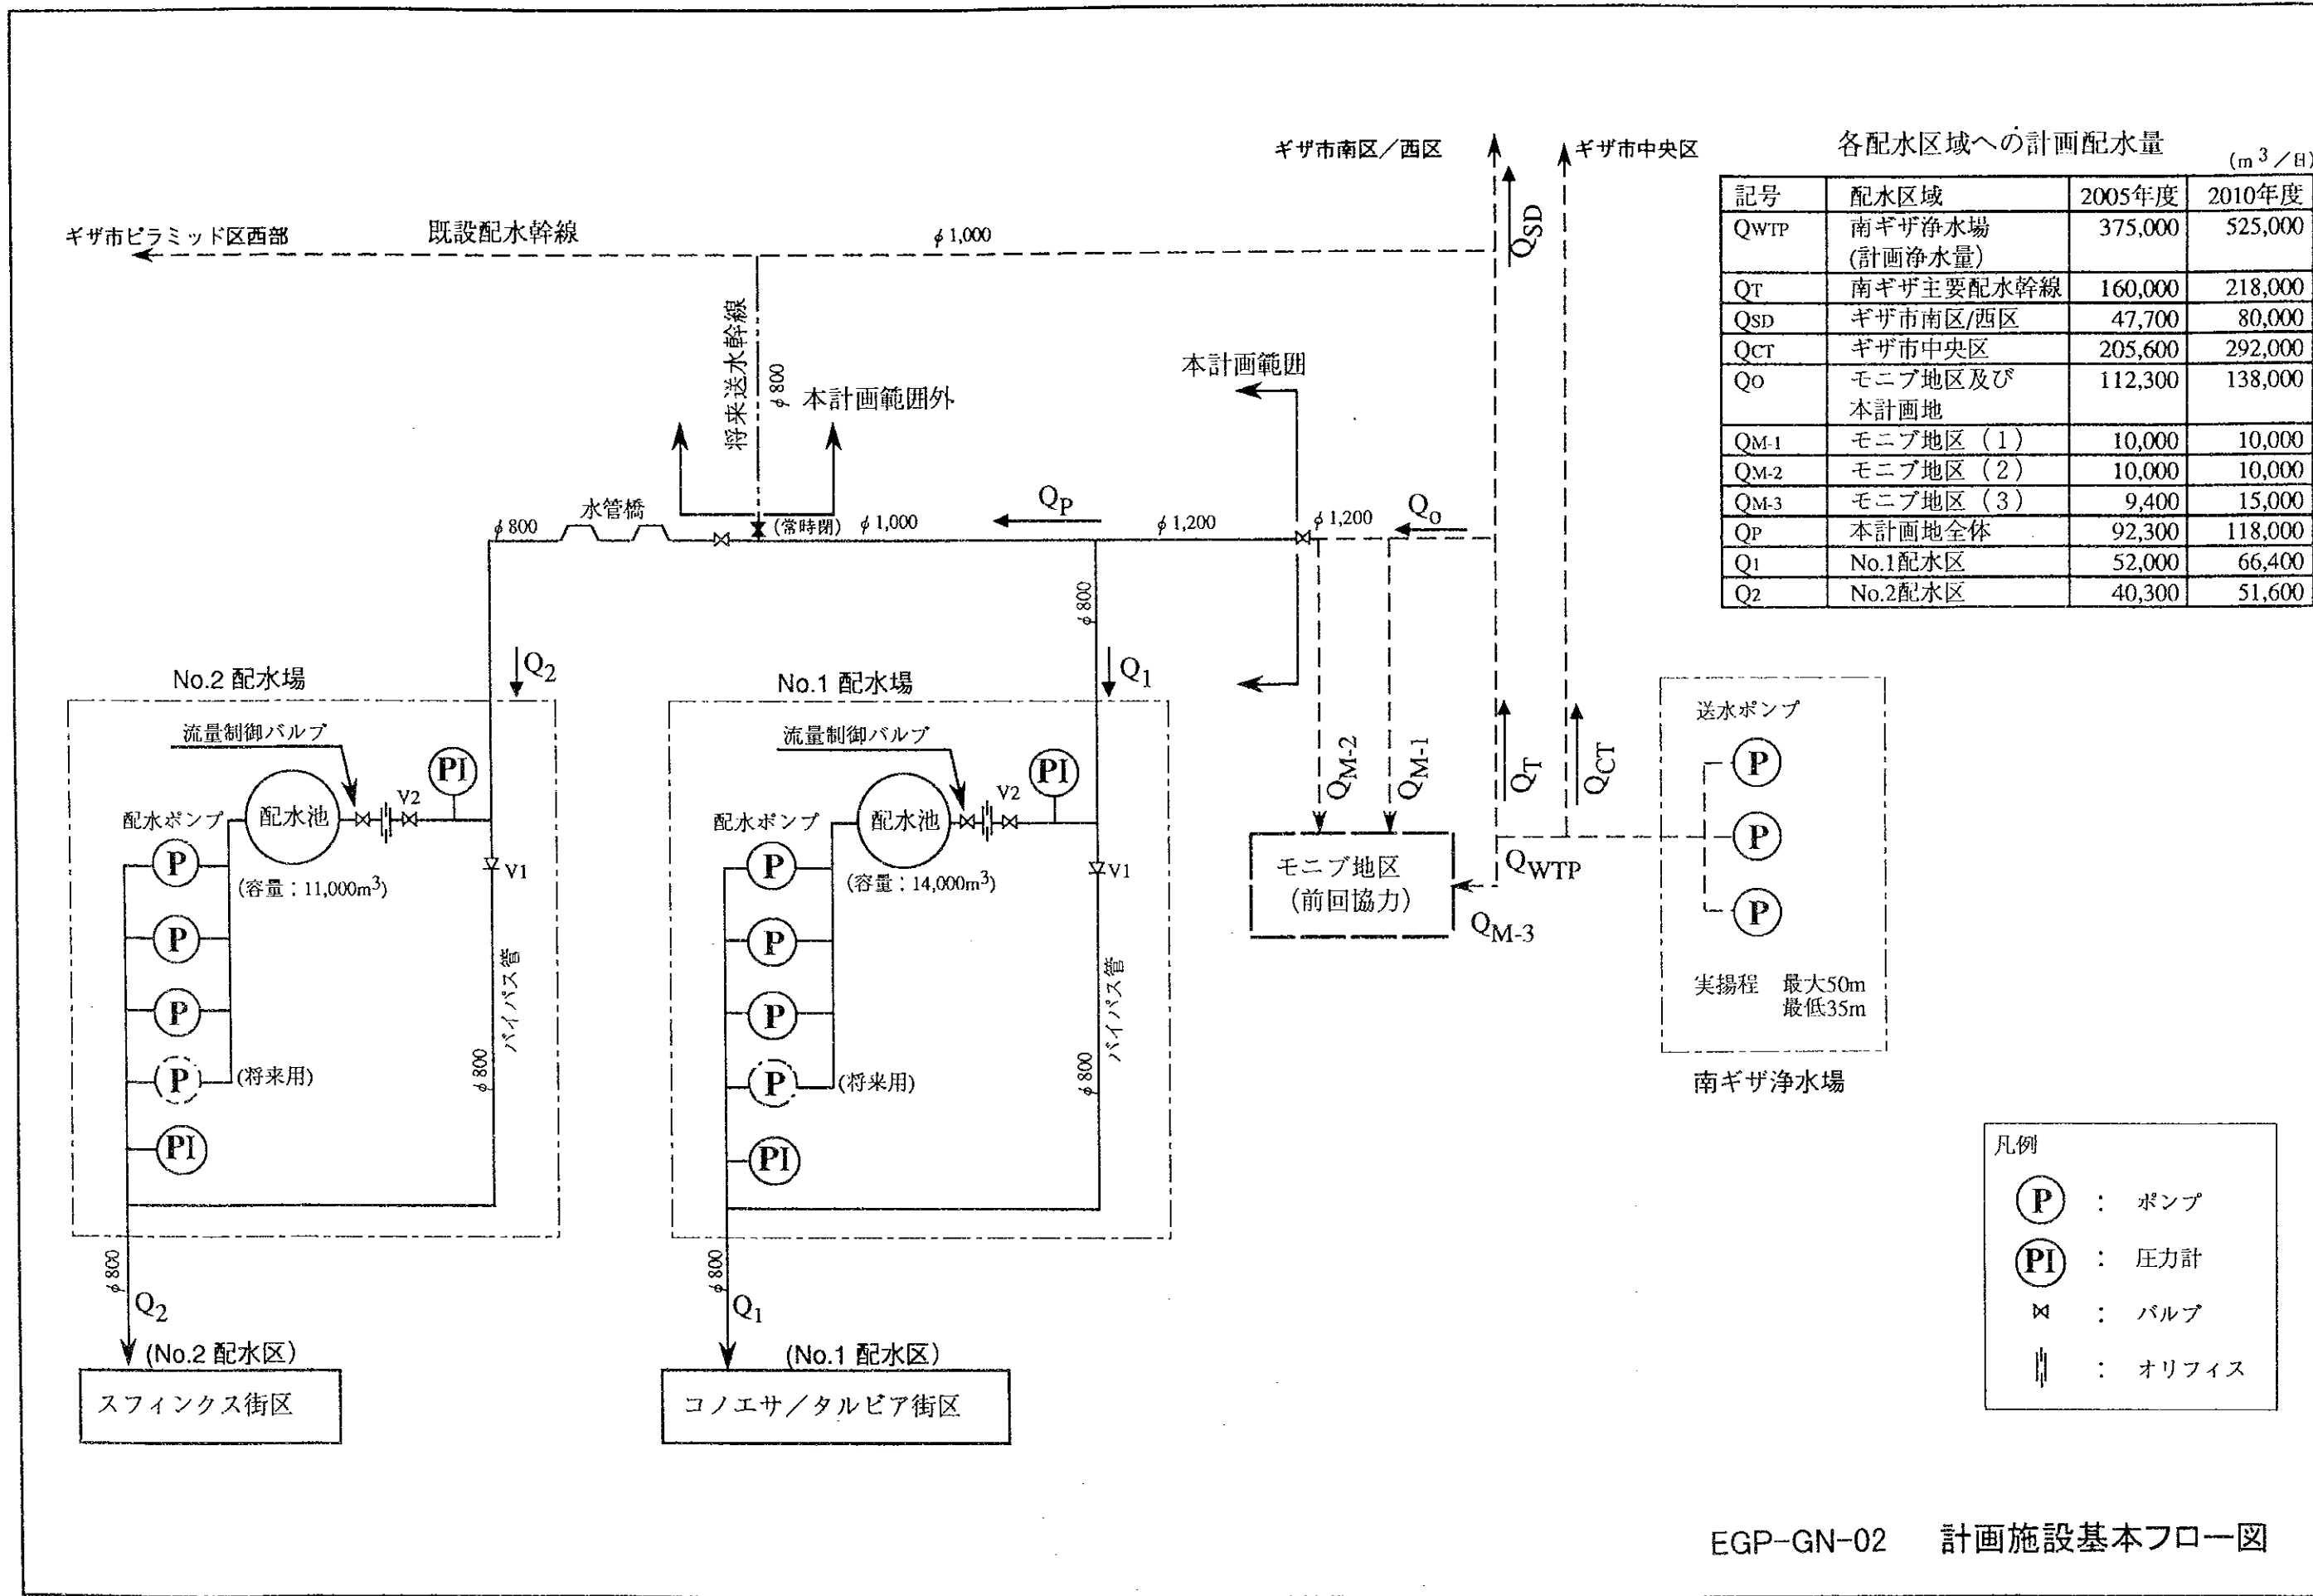 ギザ市南区／西区
ギザ市中央区
各配水区域への計画配水量
(m3／日)
記号 配水区域 2005年度 2010年度
QWTP 南ギザ浄水場 375,000 525,000
(計画浄水量)
QT 南ギザ主要配水幹線 160,000 218,000
QSD ギザ市南区/西区 47,700 80,000
QCT ギザ市中央区 205,600 292,000
QO モニブ地区及び 112,300 138,000
本計画地
QM-1 モニブ地区（1） 10,000 10,000
QM-2 モニブ地区（2） 10,000 10,000
QM-3 モニブ地区（3） 9,400 15,000
QP 本計画地全体 92,300 118,000
Q1 No.1配水区 52,000 66,400
Q2 No.2配水区 40,300 51,600
ギザ市ピラミッド区西部
既設配水幹線
φ1,000
QSD
将来送水幹線
φ800
本計画範囲外
本計画範囲
水管橋
φ800
(常時閉)
φ1,000
QP
φ1,200
φ1,200
QO
φ800
Q2
Q1
No.2 配水場
流量制御バルブ
PI
V2
配水池
配水ポンプ
(容量：11,000m3)
P
P
P
P
(将来用)
PI
V1
バイパス管
φ800
φ800
Q2
(No.2 配水区)
スフィンクス街区
No.1 配水場
流量制御バルブ
PI
V2
配水池
配水ポンプ
(容量：14,000m3)
P
P
P
P
(将来用)
PI
V1
バイパス管
φ800
φ800
Q1
(No.1 配水区)
コノエサ／タルビア街区
QM-2
QM-1
QT
QCT
モニブ地区
(前回協力)
QWTP
QM-3
送水ポンプ
P
P
P
実揚程 最大50m
最低35m
南ギザ浄水場
凡例
P ： ポンプ
PI ： 圧力計
： バルブ
： オリフィス
EGP-GN-02 計画施設基本フロー図